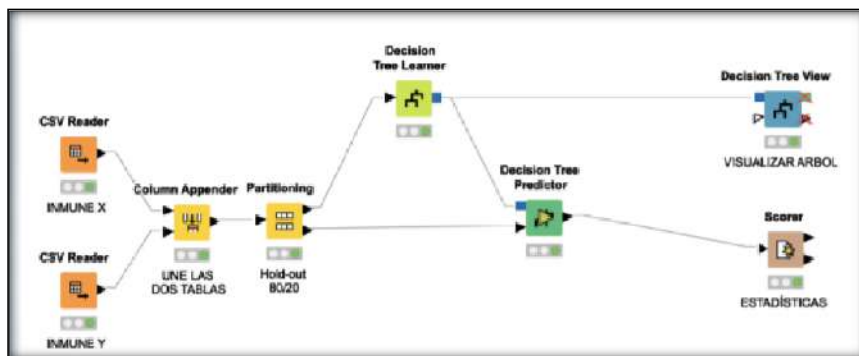 CSV Reader
INMUNE X
CSV Reader
INMUNE Y
Column Appender
UNE LAS
DOS TABLAS
Partitioning
Hold-out
80/20
Decision
Tree Learner
Decision Tree
Predictor
Decision Tree View
VISUALIZAR ARBOL
Scorer
ESTADÍSTICAS